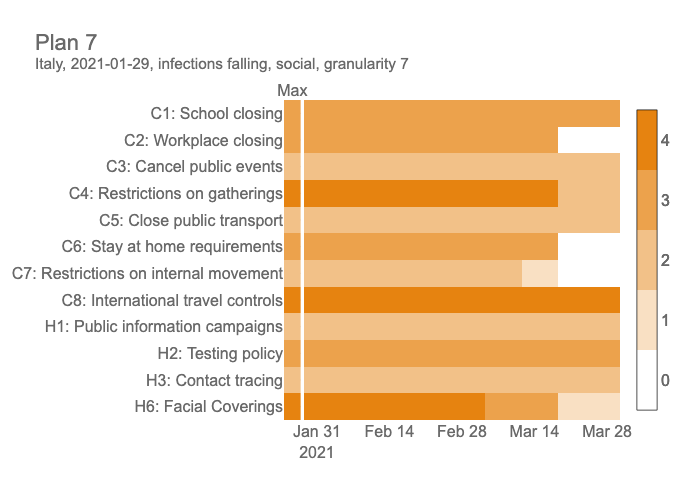 Plan 7
Italy, 2021-01-29, infections falling, social, granularity 7
Max
C1: School closing
C2: Workplace closing
C3: Cancel public events
C4: Restrictions on gatherings
C5: Close public transport
C6: Stay at home requirements
C7: Restrictions on internal movement
C8: International travel controls
H1: Public information campaigns
H2: Testing policy
H3: Contact tracing
H6: Facial Coverings
Jan 31 Feb 14 Feb 28 Mar 14 Mar 28
2021
4
3
2
1
0